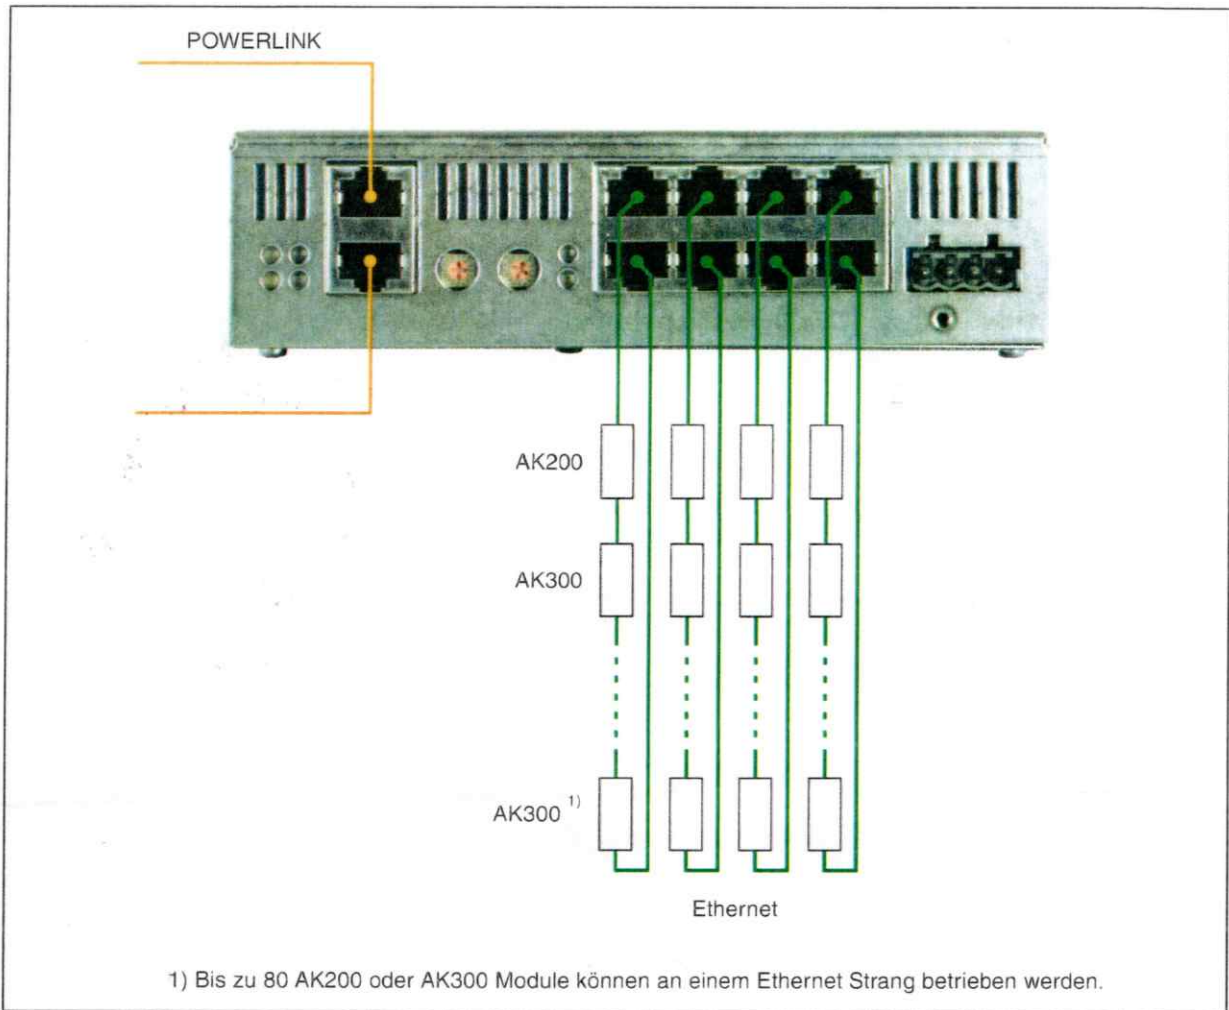 POWERLINK
AK200
AK300
AK300 1)
Ethernet
1) Bis zu 80 AK200 oder AK300 Module können an einem Ethernet Strang betrieben werden.